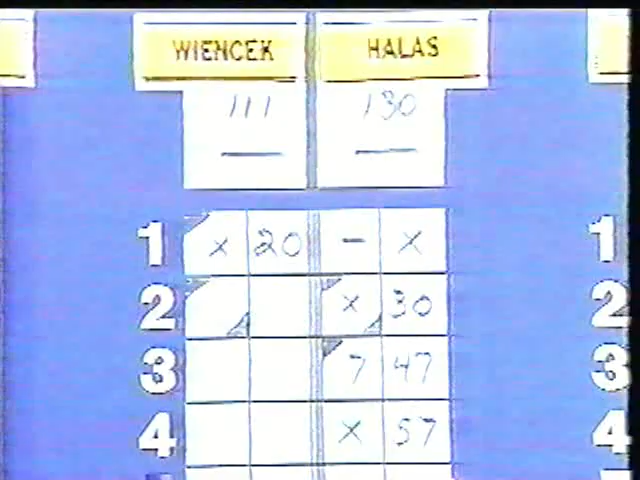 WIENCEK HALAS
111 130
1 x 20 - x 1
2 x 30 2
3 7 47 3
4 x 57 4